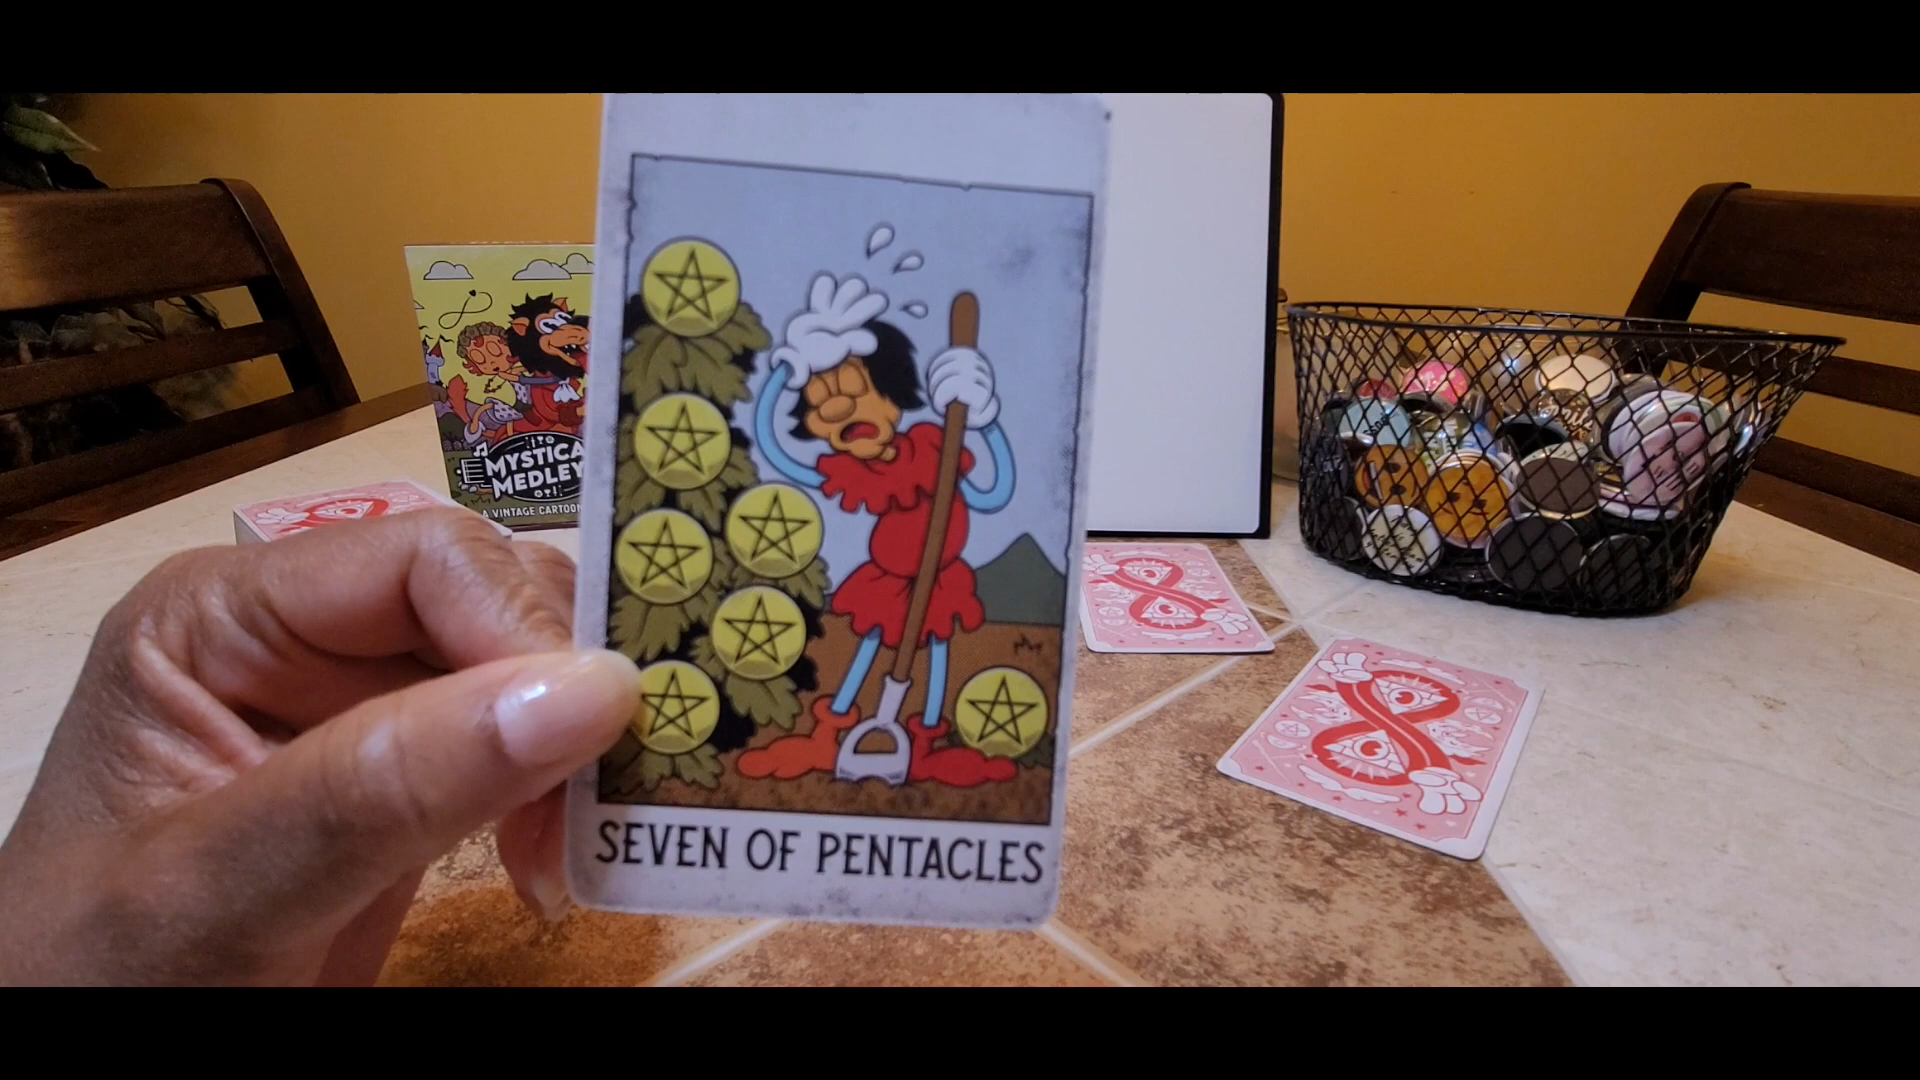 MYSTICA
MEDLEY
A VINTAGE CARTOON
SEVEN OF PENTACLES